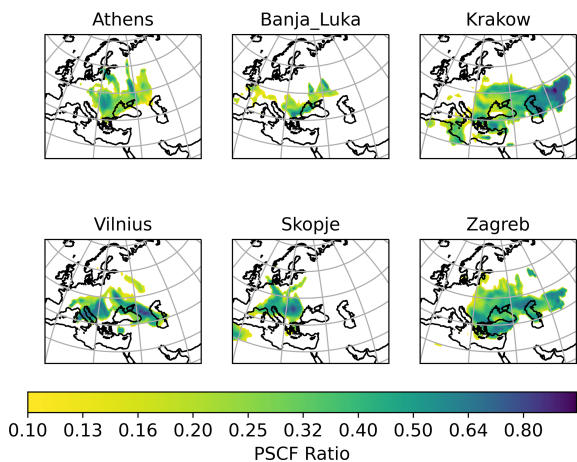 Athens Banja_Luka Krakow
Vilnius Skopje Zagreb
0.10 0.13 0.16 0.20 0.25 0.32 0.40 0.50 0.64 0.80
PSCF Ratio